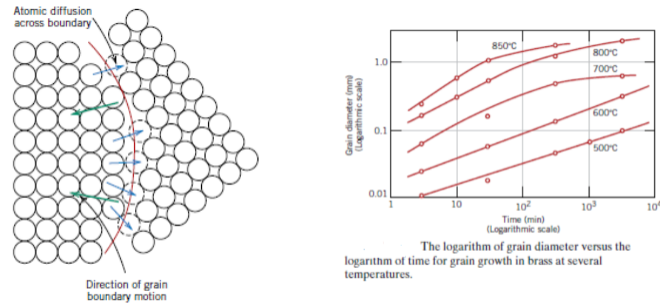 Atomic diffusion
across boundary
Direction of grain
boundary motion
Grain diameter (mm)
(Logarithmic scale)
1.0
0.1
0.01
850°C
800°C
700°C
600°C
500°C
1
10
10²
10³
10⁴
Time (min)
(Logarithmic scale)
The logarithm of grain diameter versus the
logarithm of time for grain growth in brass at several
temperatures.